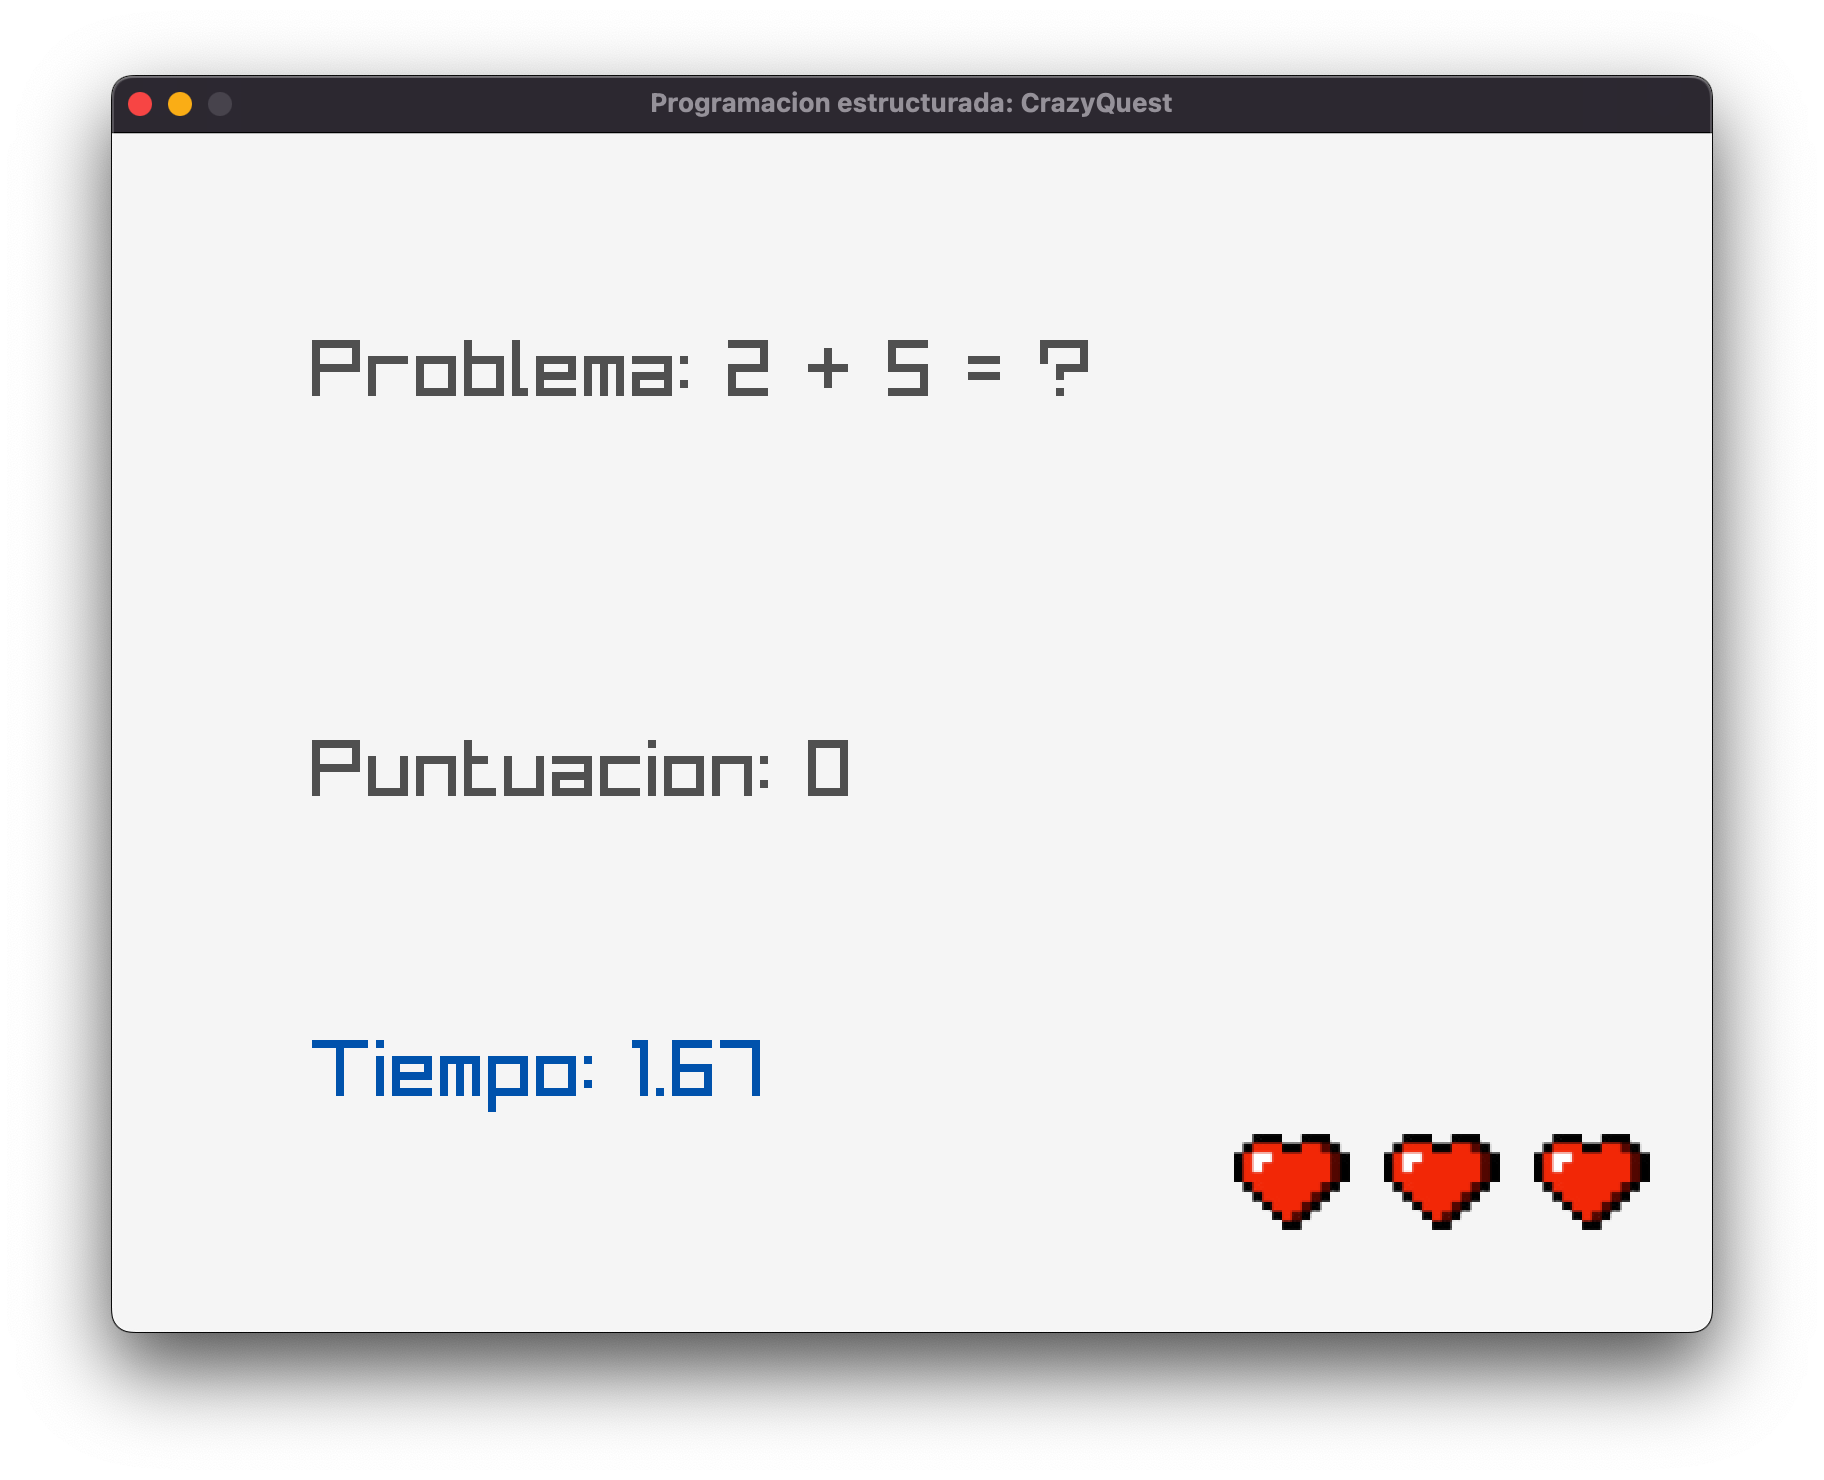 Programacion estructurada: CrazyQuest
Problema: 2 + 5 = ?
Puntuacion: 0
Tiempo: 1.67